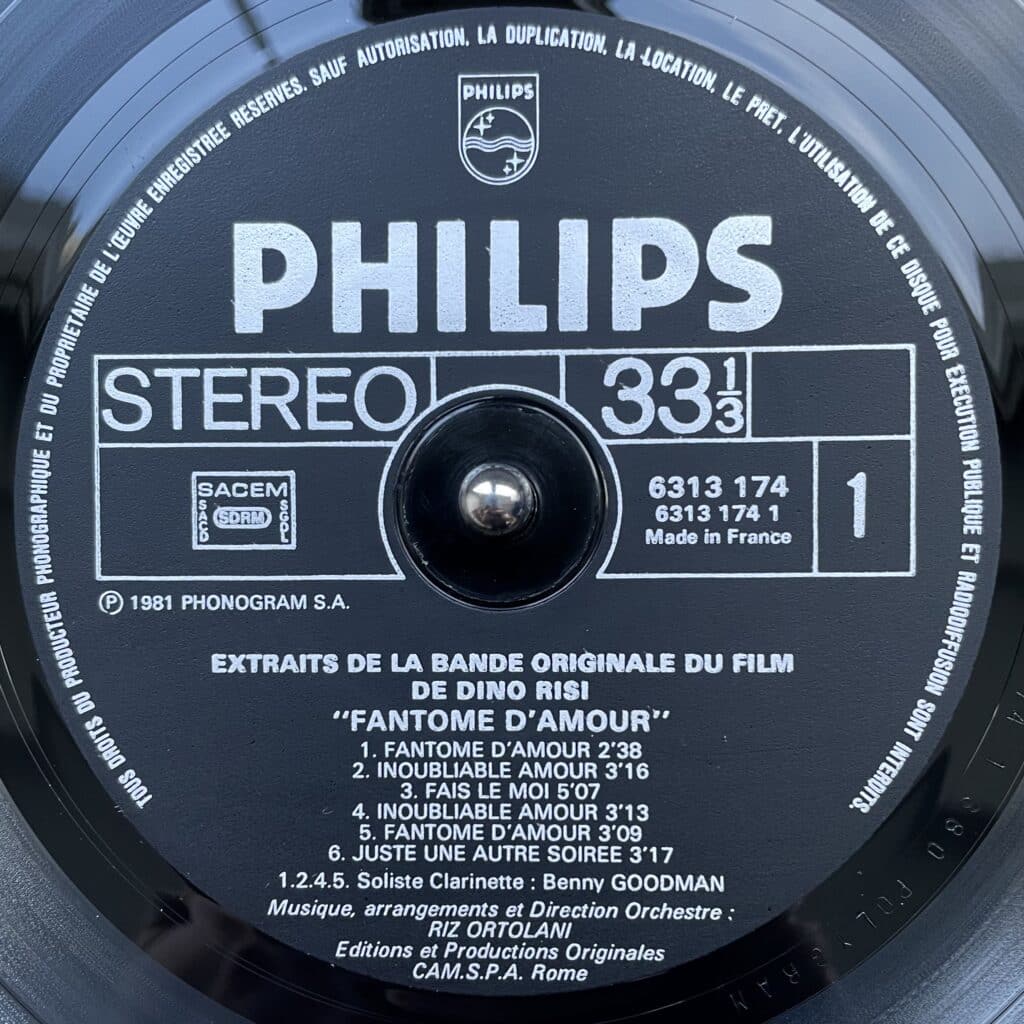 TOUS DROITS DU PRODUCTEUR PHONOGRAPHIQUE ET DU PROPRIETAIRE DE L'ŒUVRE ENREGISTREE RESERVES. SAUF AUTORISATION, LA DUPLICATION, LA LOCATION, LE PRET, L'UTILISATION DE CE DISQUE POUR EXECUTION PUBLIQUE ET RADIODIFFUSION SONT INTERDITS.
PHILIPS
PHILIPS
STEREO
33 1/3
SACEM
SACD
SDRM
SGDL
6313 174
6313 174 1
Made in France
1
Ⓟ 1981 PHONOGRAM S.A.
EXTRAITS DE LA BANDE ORIGINALE DU FILM
DE DINO RISI
"FANTOME D'AMOUR"
1. FANTOME D'AMOUR 2'38
2. INOUBLIABLE AMOUR 3'16
3. FAIS LE MOI 5'07
4. INOUBLIABLE AMOUR 3'13
5. FANTOME D'AMOUR 3'09
6. JUSTE UNE AUTRE SOIREE 3'17
1.2.4.5. Soliste Clarinette : Benny GOODMAN
Musique, arrangements et Direction Orchestre :
RIZ ORTOLANI
Editions et Productions Originales
CAM.S.P.A. Rome